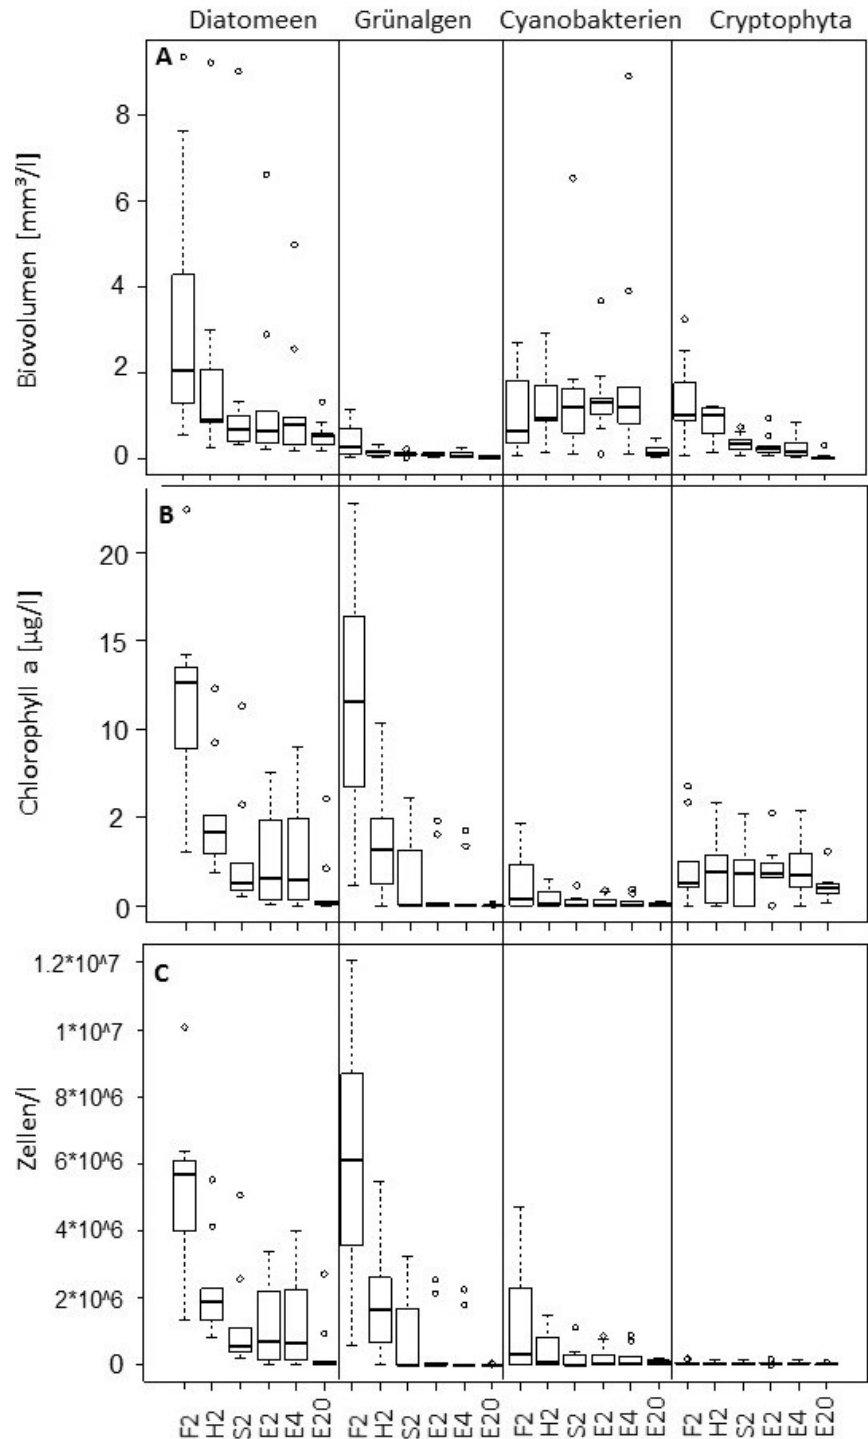 Diatomeen Grünalgen Cyanobakterien Cryptophyta
A
Biovolumen [mm³/l]
8
6
4
2
0
B
Chlorophyll a [µg/l]
20
15
10
2
0
C
Zellen/l
1.2*10^7
1*10^7
8*10^6
6*10^6
4*10^6
2*10^6
0
F2 H2 S2 E2 E4 E20 F2 H2 S2 E2 E4 E20 F2 H2 S2 E2 E4 E20 F2 H2 S2 E2 E4 E20